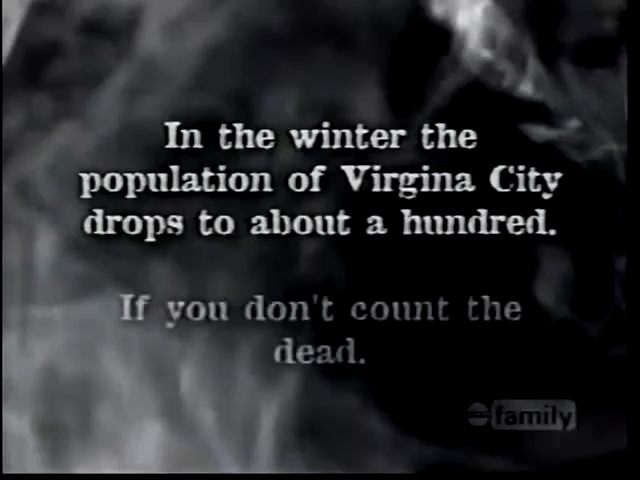 In the winter the
population of Virgina City
drops to about a hundred.
If you don't count the
dead.
abc family